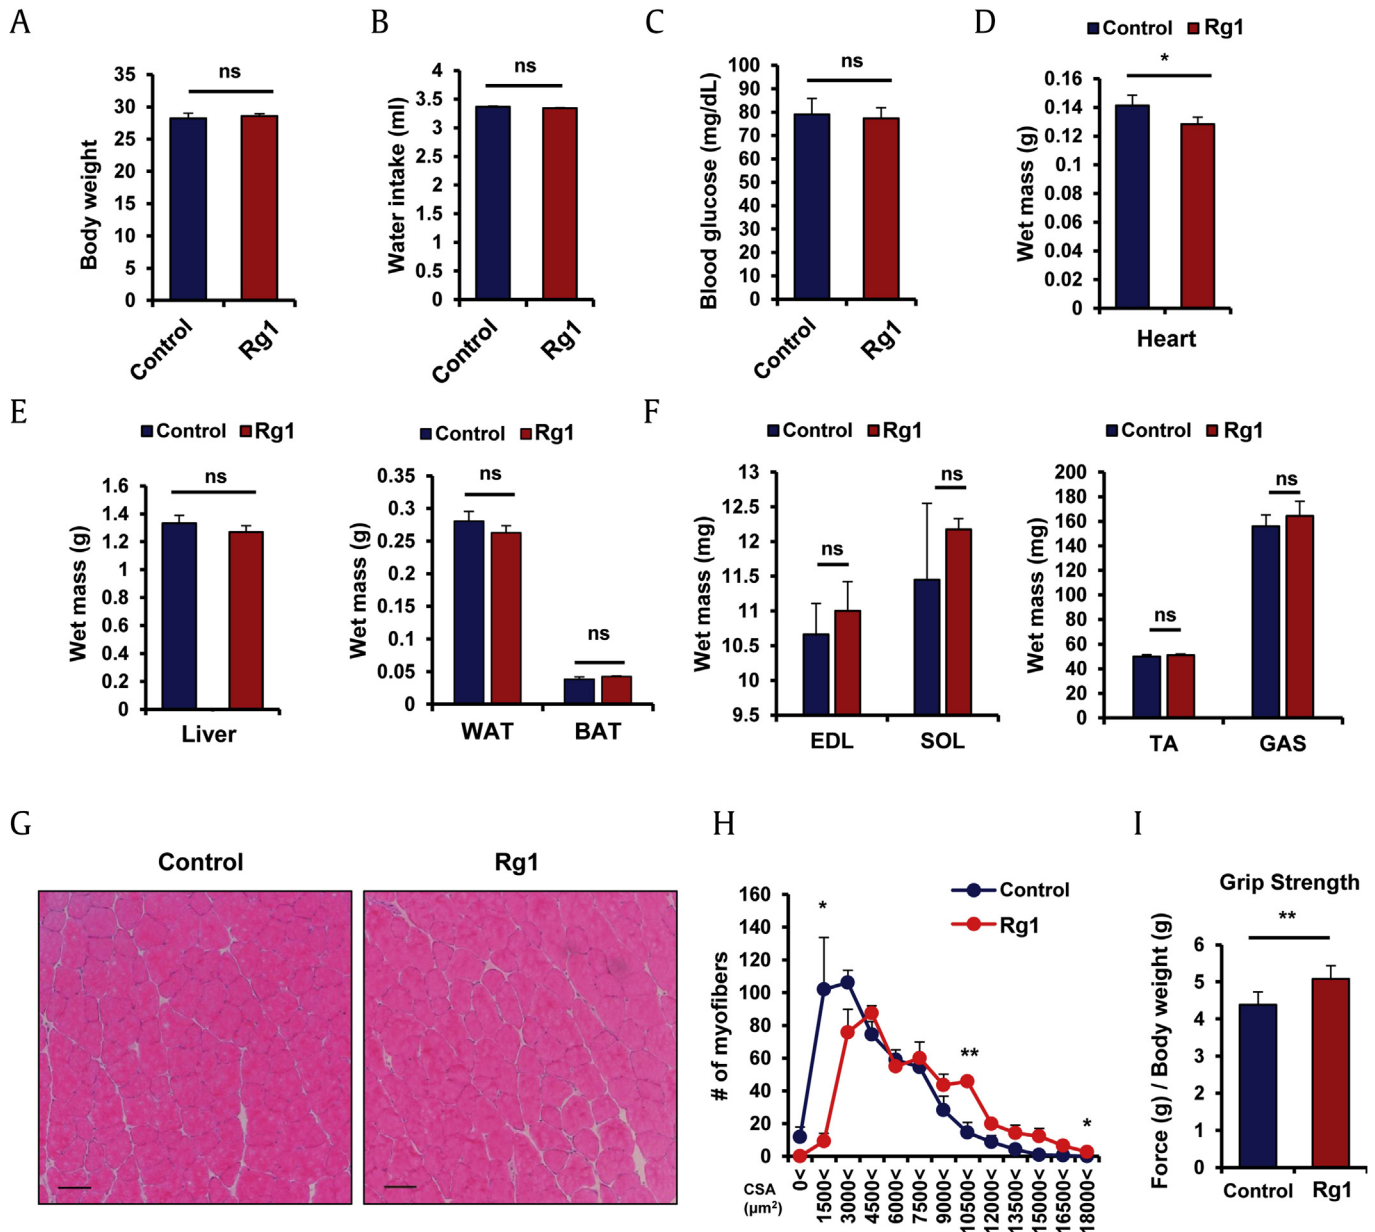 A
B
C
D
Control Rg1
ns
ns
ns
*
Body weight
35
30
25
20
15
10
5
0
Control
Rg1
Water intake (ml)
4
3.5
3
2.5
2
1.5
1
0.5
0
Control
Rg1
Blood glucose (mg/dL)
100
90
80
70
60
50
40
30
20
10
0
Control
Rg1
Wet mass (g)
0.16
0.14
0.12
0.1
0.08
0.06
0.04
0.02
0
Heart
E
Control Rg1
ns
Wet mass (g)
1.6
1.4
1.2
1
0.8
0.6
0.4
0.2
0
Liver
Control Rg1
ns
ns
Wet mass (g)
0.35
0.3
0.25
0.2
0.15
0.1
0.05
0
WAT BAT
F
Control Rg1
ns
ns
Wet mass (mg)
13
12.5
12
11.5
11
10.5
10
9.5
EDL SOL
Control Rg1
ns
ns
Wet mass (mg)
200
180
160
140
120
100
80
60
40
20
0
TA GAS
G
Control
Rg1
H
Control
Rg1
*
**
*
# of myofibers
160
140
120
100
80
60
40
20
0
CSA
(µm²)
0<
1500<
3000<
4500<
6000<
7500<
9000<
10500<
12000<
13500<
15000<
16500<
18000<
I
Grip Strength
**
Force (g) / Body weight (g)
6
5
4
3
2
1
0
Control Rg1